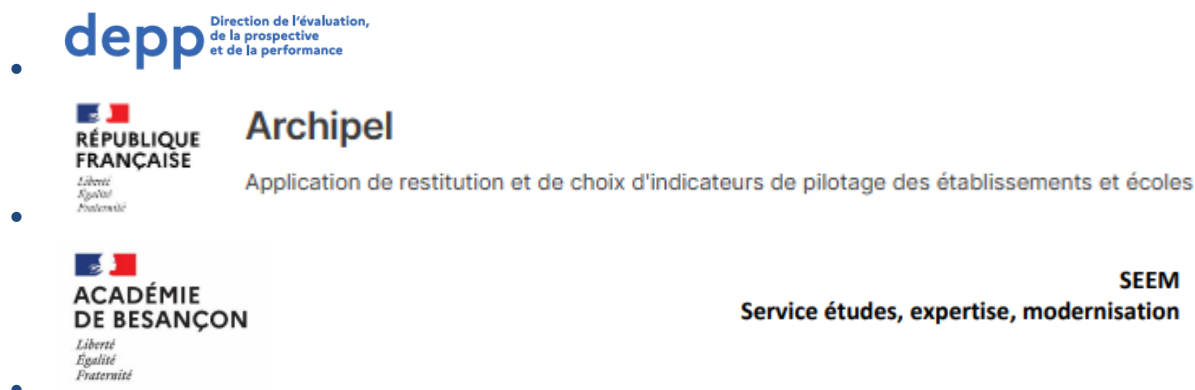 depp Direction de l'évaluation,
de la prospective
et de la performance
RÉPUBLIQUE
FRANÇAISE
Liberté
Égalité
Fraternité
Archipel
Application de restitution et de choix d'indicateurs de pilotage des établissements et écoles
ACADÉMIE
DE BESANÇON
Liberté
Égalité
Fraternité
SEEM
Service études, expertise, modernisation